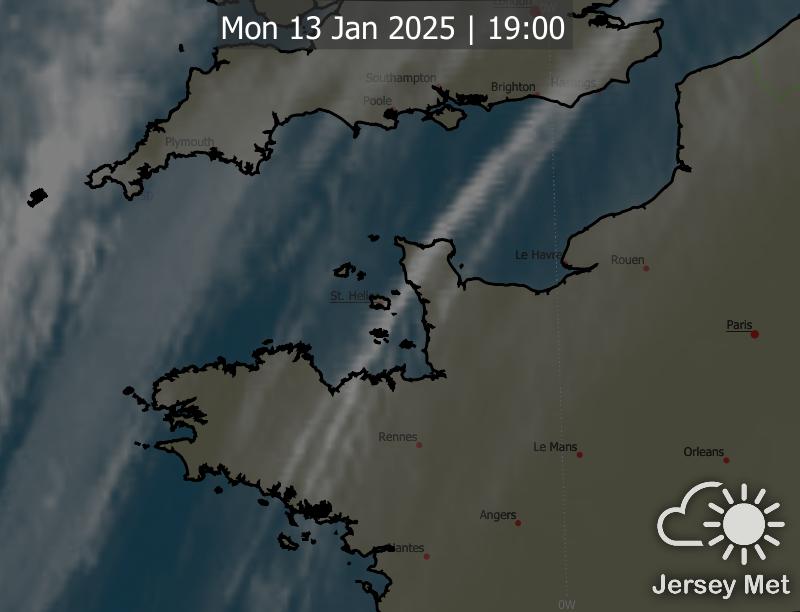 London
Mon 13 Jan 2025 | 19:00
Southampton
Brighton
Hastings
Poole
Plymouth
Le Havre
Rouen
St. Helier
Paris
Rennes
Le Mans
Orleans
Angers
Nantes
Jersey Met
0W